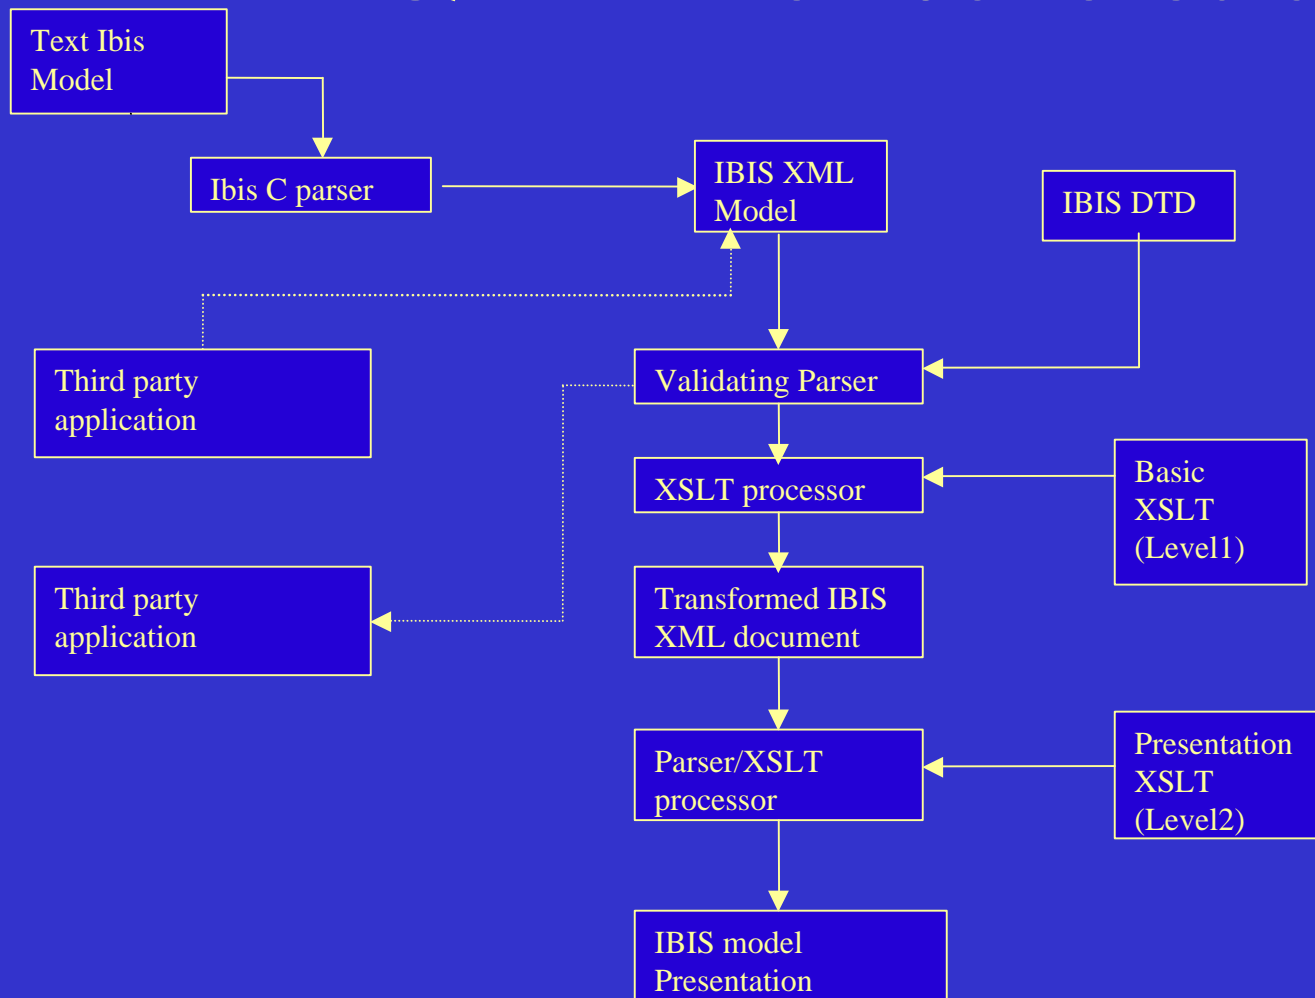 Text Ibis
Model
Ibis C parser
IBIS XML
Model
IBIS DTD
Third party
application
Validating Parser
XSLT processor
Basic
XSLT
(Level1)
Third party
application
Transformed IBIS
XML document
Parser/XSLT
processor
Presentation
XSLT
(Level2)
IBIS model
Presentation